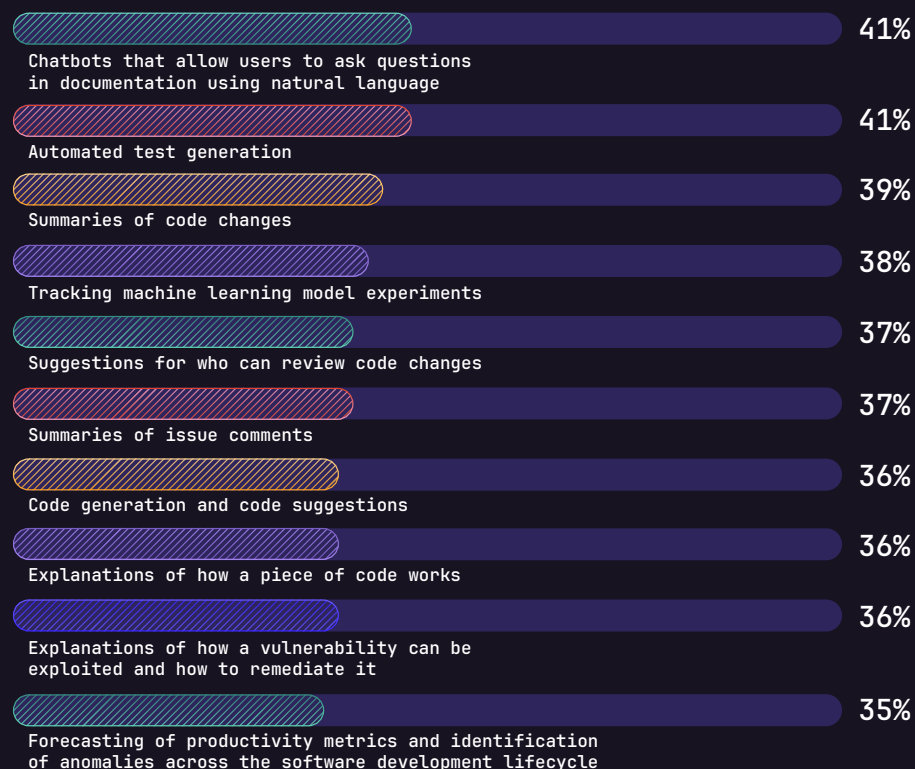 41%
Chatbots that allow users to ask questions
in documentation using natural language
41%
Automated test generation
39%
Summaries of code changes
38%
Tracking machine learning model experiments
37%
Suggestions for who can review code changes
37%
Summaries of issue comments
36%
Code generation and code suggestions
36%
Explanations of how a piece of code works
36%
Explanations of how a vulnerability can be
exploited and how to remediate it
35%
Forecasting of productivity metrics and identification
of anomalies across the software development lifecycle